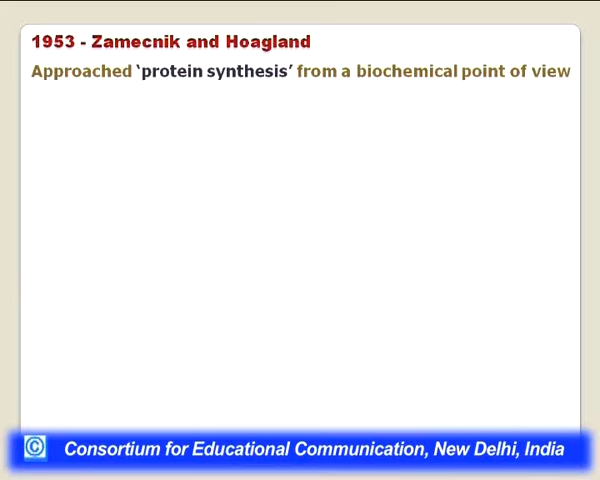 1953 - Zamecnik and Hoagland
Approached ‘protein synthesis’ from a biochemical point of view
© Consortium for Educational Communication, New Delhi, India